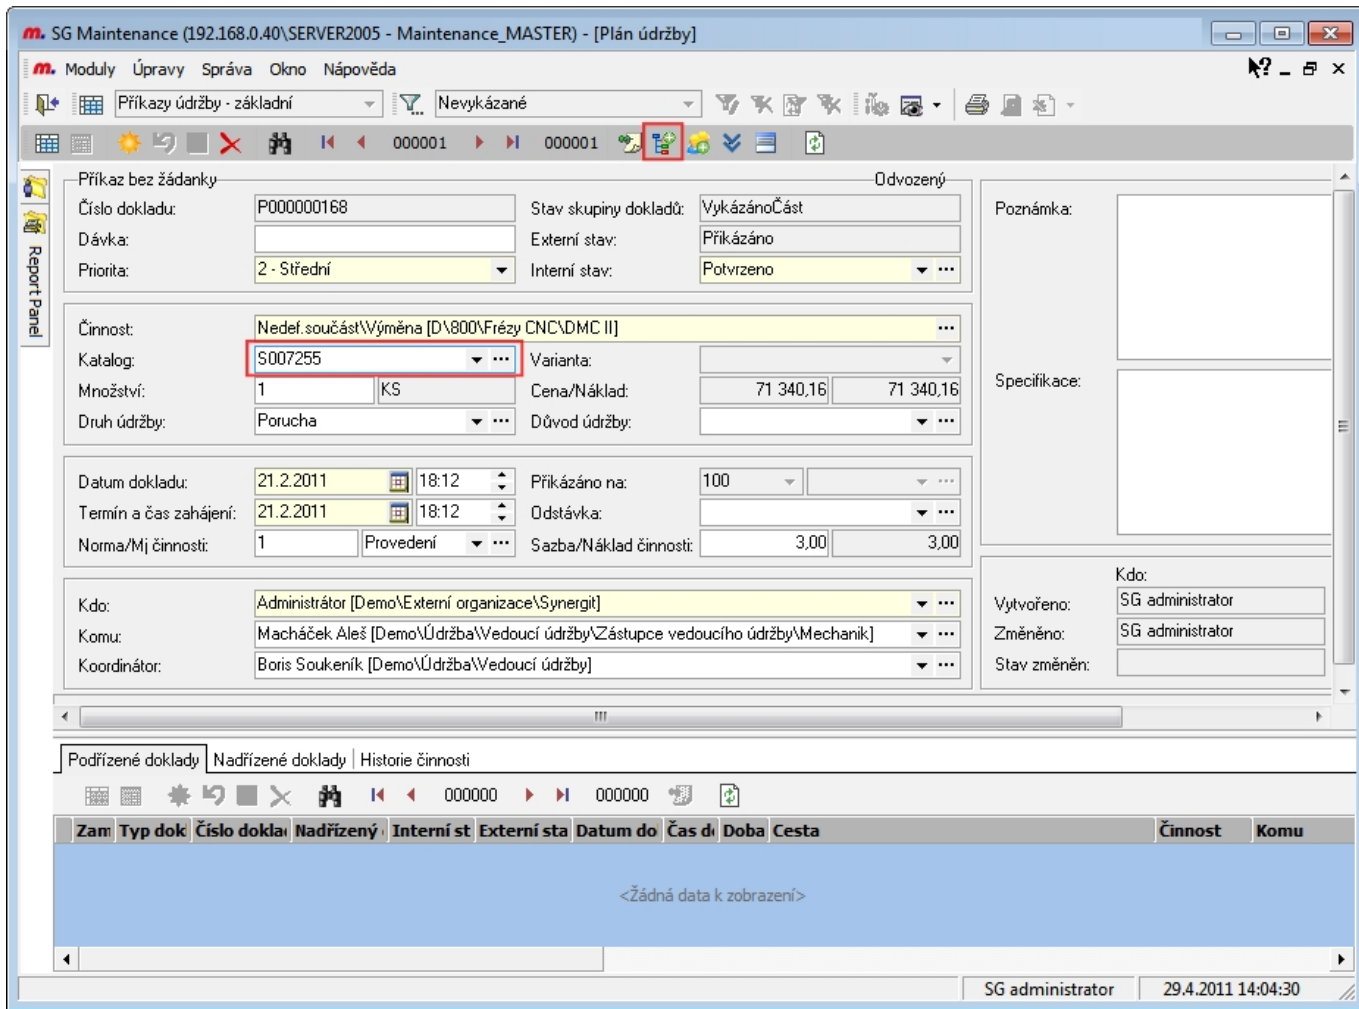 m. SG Maintenance (192.168.0.40\SERVER2005 - Maintenance_MASTER) - [Plán údržby]
m. Moduly Úpravy Správa Okno Nápověda
Příkazy údržby - základní Nevykázané
000001 000001
Příkaz bez žádanky Odvozený
Číslo dokladu: P000000168 Stav skupiny dokladů: VykázánoČást Poznámka:
Dávka: Externí stav: Přikázáno
Priorita: 2 - Střední Interní stav: Potvrzeno
Report Panel
Činnost: Nedef.součást\Výměna [D\800\Frézy CNC\DMC II]
Katalog: S007255 Varianta:
Množství: 1 KS Cena/Náklad: 71 340,16 71 340,16 Specifikace:
Druh údržby: Porucha Důvod údržby:
Datum dokladu: 21.2.2011 18:12 Přikázáno na: 100
Termín a čas zahájení: 21.2.2011 18:12 Odstávka:
Norma/Mj činnosti: 1 Provedení Sazba/Náklad činnosti: 3,00 3,00
Kdo:
Kdo: Administrátor [Demo\Externí organizace\Synergit] Vytvořeno: SG administrator
Komu: Macháček Aleš [Demo\Údržba\Vedoucí údržby\Zástupce vedoucího údržby\Mechanik] Změněno: SG administrator
Koordinátor: Boris Soukeník [Demo\Údržba\Vedoucí údržby] Stav změněn:
Podřízené doklady Nadřízené doklady Historie činnosti
000000 000000
Zam Typ dok Číslo dokla Nadřízený Interní st Externí sta Datum do Čas d Doba Cesta Činnost Komu
<Žádná data k zobrazení>
SG administrator 29.4.2011 14:04:30